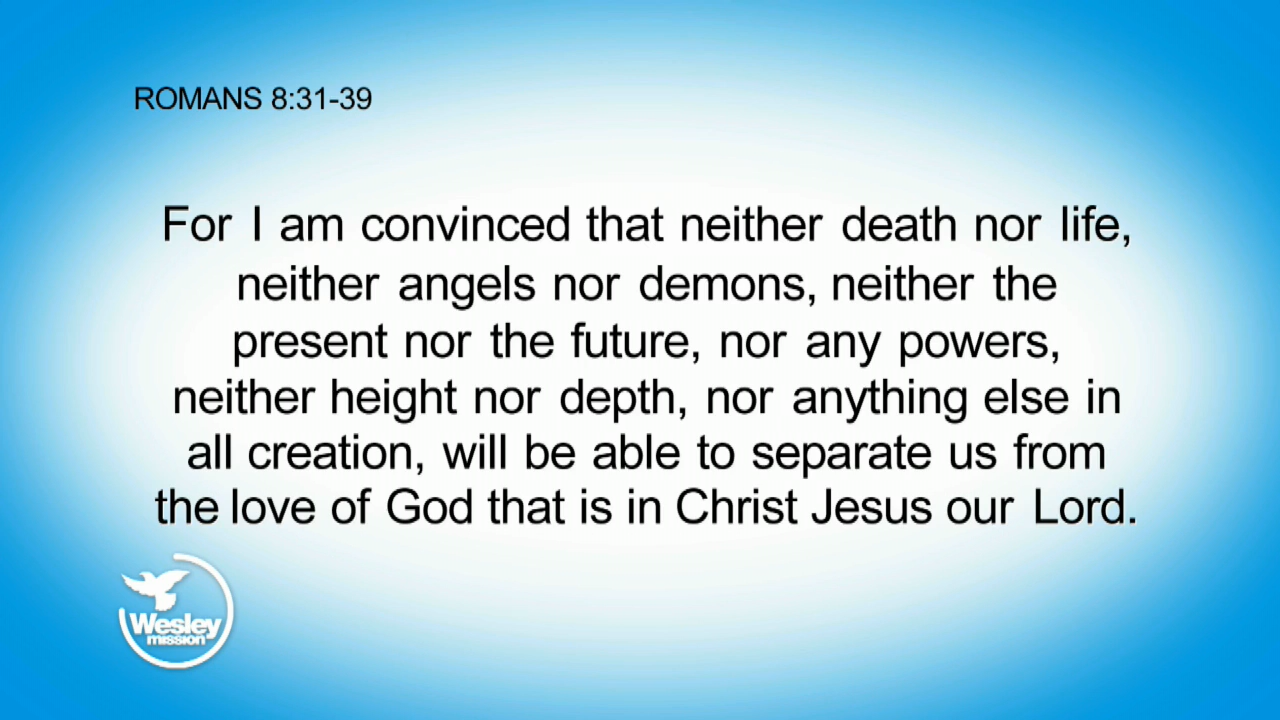 ROMANS 8:31-39
For I am convinced that neither death nor life,
neither angels nor demons, neither the
present nor the future, nor any powers,
neither height nor depth, nor anything else in
all creation, will be able to separate us from
the love of God that is in Christ Jesus our Lord.
Wesley
mission